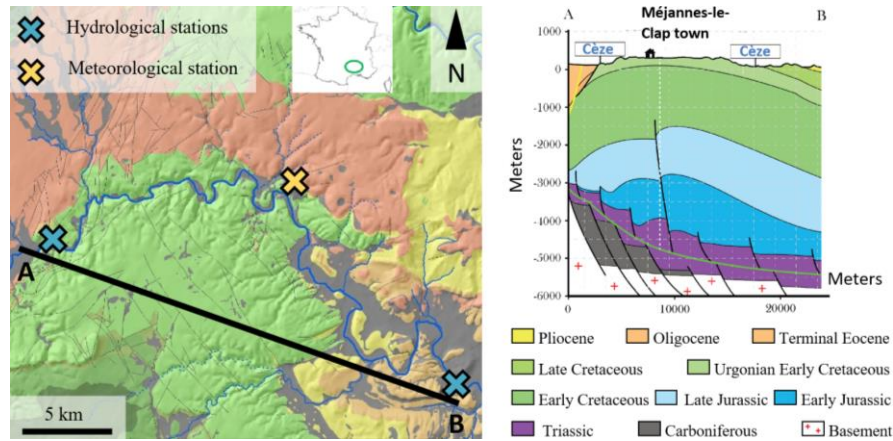 Hydrological stations
Meteorological station
N
A
B
5 km
A
Méjannes-le-
Clap town
B
Cèze
Cèze
1000
0
-1000
-2000
-3000
-4000
-5000
-6000
Meters
Meters
0
10000
20000
Pliocene
Oligocene
Terminal Eocene
Late Cretaceous
Urgonian Early Cretaceous
Early Cretaceous
Late Jurassic
Early Jurassic
Triassic
Carboniferous
Basement